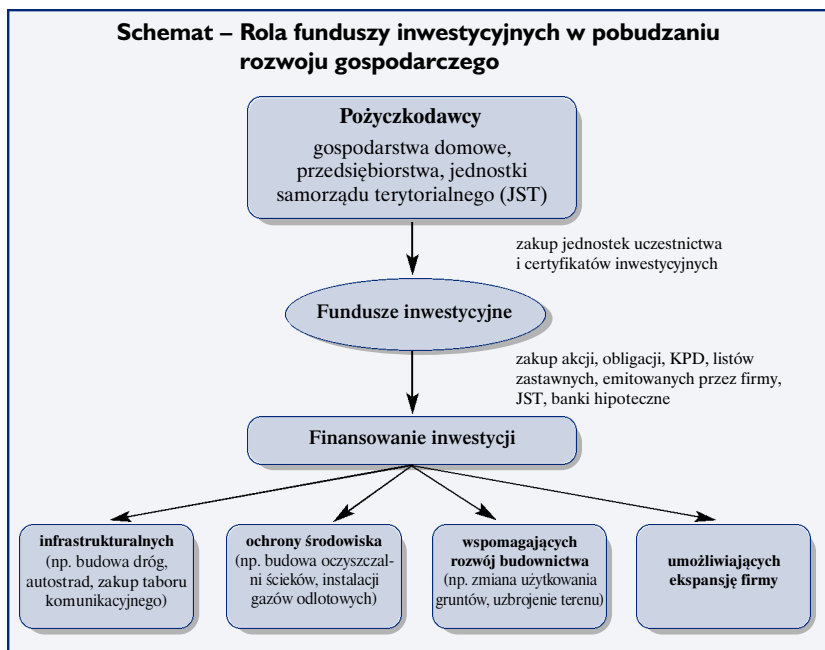 Schemat – Rola funduszy inwestycyjnych w pobudzaniu
rozwoju gospodarczego
Pożyczkodawcy
gospodarstwa domowe,
przedsiębiorstwa, jednostki
samorządu terytorialnego (JST)
zakup jednostek uczestnictwa
i certyfikatów inwestycyjnych
Fundusze inwestycyjne
zakup akcji, obligacji, KPD, listów
zastawnych, emitowanych przez firmy,
JST, banki hipoteczne
Finansowanie inwestycji
infrastrukturalnych
(np. budowa dróg,
autostrad, zakup taboru
komunikacyjnego)
ochrony środowiska
(np. budowa oczyszczal-
ni ścieków, instalacji
gazów odlotowych)
wspomagających
rozwój budownictwa
(np. zmiana użytkowania
gruntów, uzbrojenie terenu)
umożliwiających
ekspansję firmy